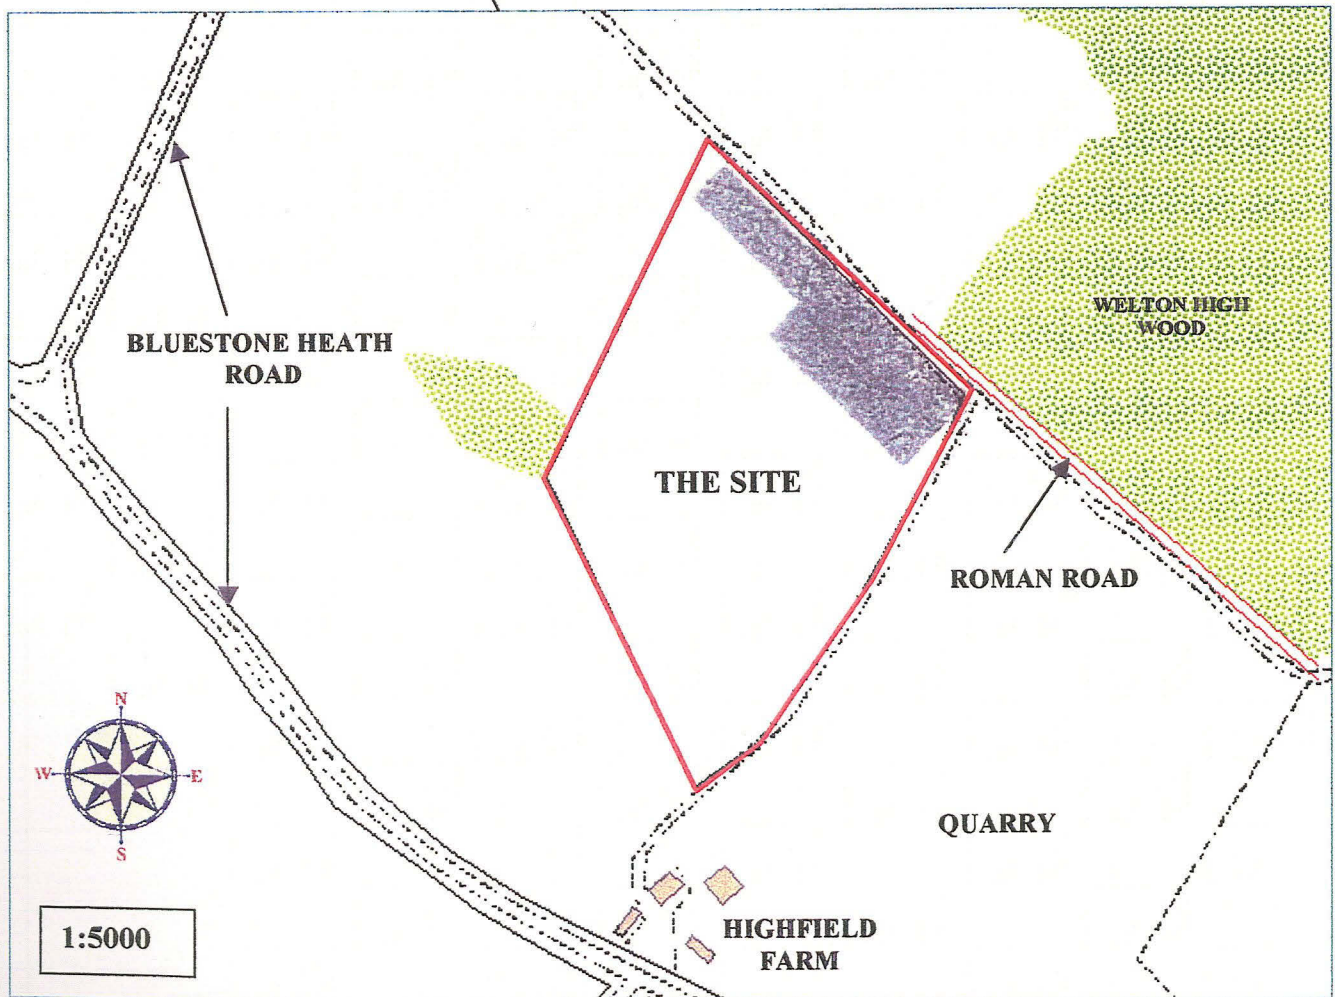 WELTON HIGH
WOOD
BLUESTONE HEATH
ROAD
THE SITE
ROMAN ROAD
N
W
E
S
QUARRY
1:5000
HIGHFIELD
FARM